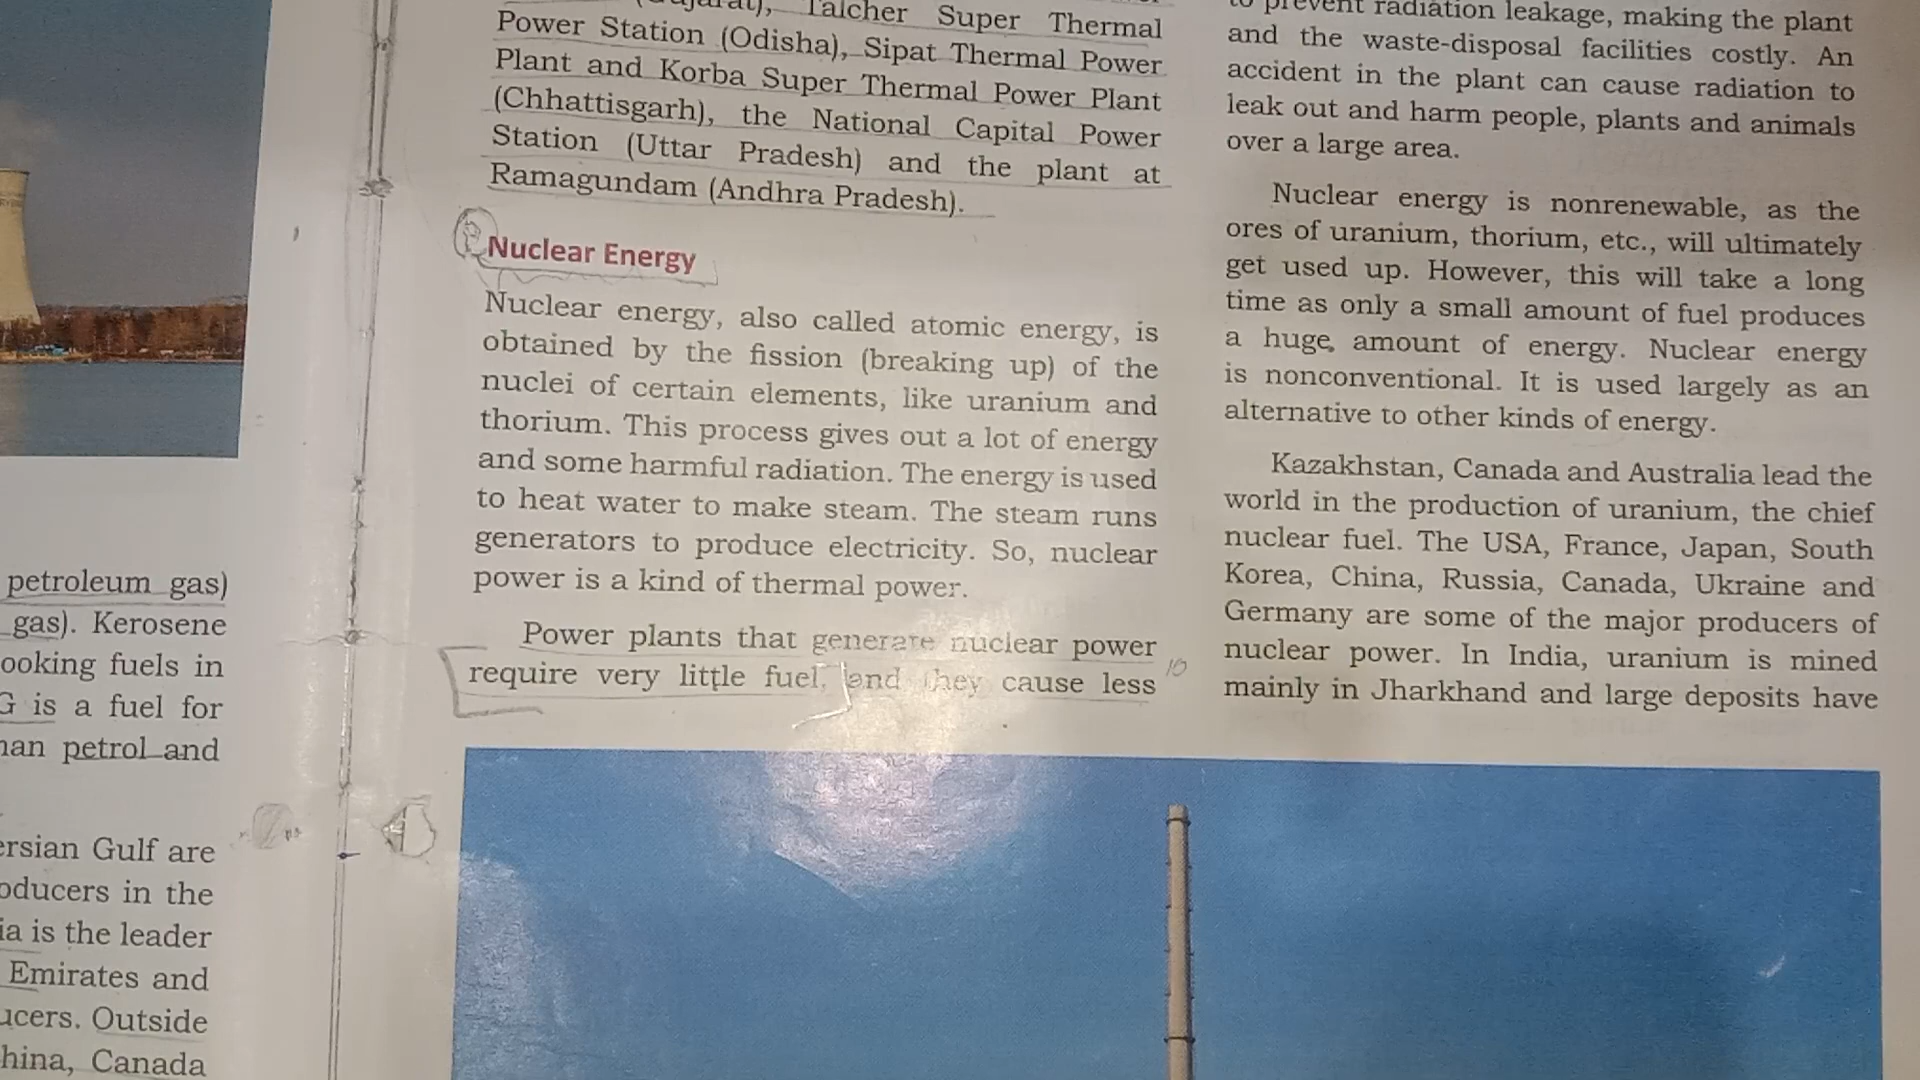 petroleum gas)
gas). Kerosene
ooking fuels in
G is a fuel for
han petrol and
ersian Gulf are
oducers in the
ia is the leader
Emirates and
ucers. Outside
hina, Canada
Talcher Super Thermal
Power Station (Odisha), Sipat Thermal Power
Plant and Korba Super Thermal Power Plant
(Chhattisgarh), the National Capital Power
Station (Uttar Pradesh) and the plant at
Ramagundam (Andhra Pradesh).
Nuclear Energy
Nuclear energy, also called atomic energy, is
obtained by the fission (breaking up) of the
nuclei of certain elements, like uranium and
thorium. This process gives out a lot of energy
and some harmful radiation. The energy is used
to heat water to make steam. The steam runs
generators to produce electricity. So, nuclear
power is a kind of thermal power.
Power plants that generate nuclear power
require very little fuel, and they cause less
10
to prevent radiation leakage, making the plant
and the waste-disposal facilities costly. An
accident in the plant can cause radiation to
leak out and harm people, plants and animals
over a large area.
Nuclear energy is nonrenewable, as the
ores of uranium, thorium, etc., will ultimately
get used up. However, this will take a long
time as only a small amount of fuel produces
a huge amount of energy. Nuclear energy
is nonconventional. It is used largely as an
alternative to other kinds of energy.
Kazakhstan, Canada and Australia lead the
world in the production of uranium, the chief
nuclear fuel. The USA, France, Japan, South
Korea, China, Russia, Canada, Ukraine and
Germany are some of the major producers of
nuclear power. In India, uranium is mined
mainly in Jharkhand and large deposits have